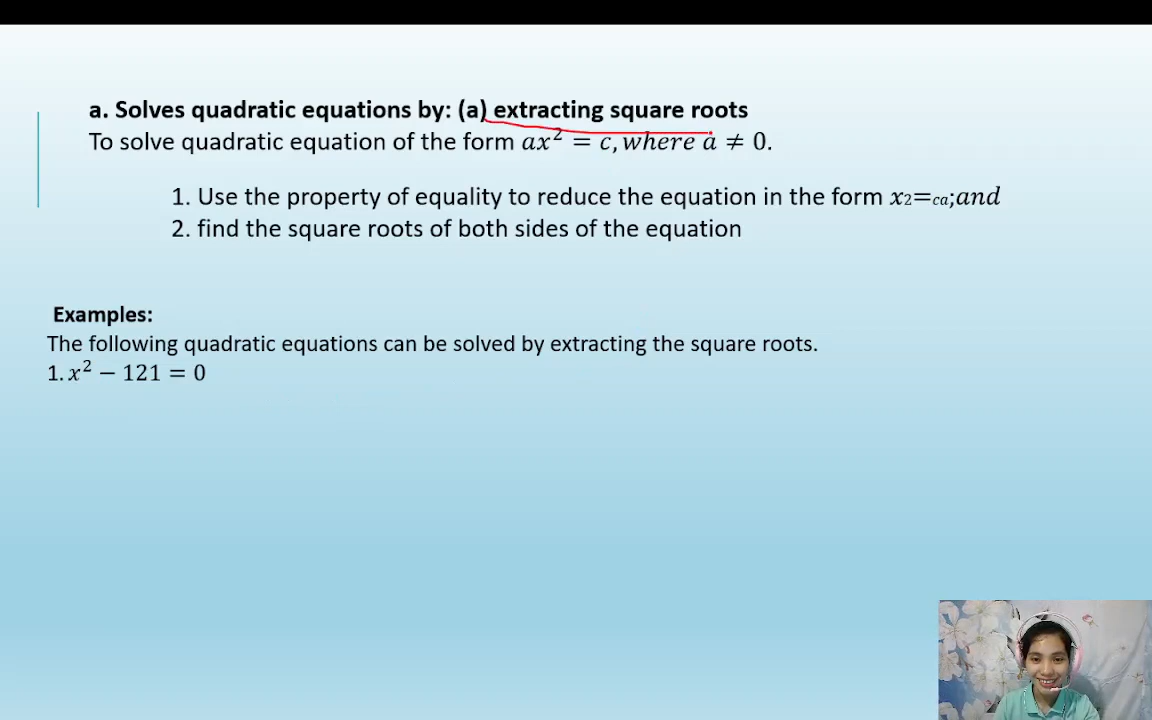 a. Solves quadratic equations by: (a) extracting square roots
To solve quadratic equation of the form 𝑎𝑥² = 𝑐, 𝑤ℎ𝑒𝑟𝑒 𝑎 ≠ 0.
1. Use the property of equality to reduce the equation in the form 𝑥2=𝑐𝑎;𝑎𝑛𝑑
2. find the square roots of both sides of the equation
Examples:
The following quadratic equations can be solved by extracting the square roots.
1. 𝑥² − 121 = 0